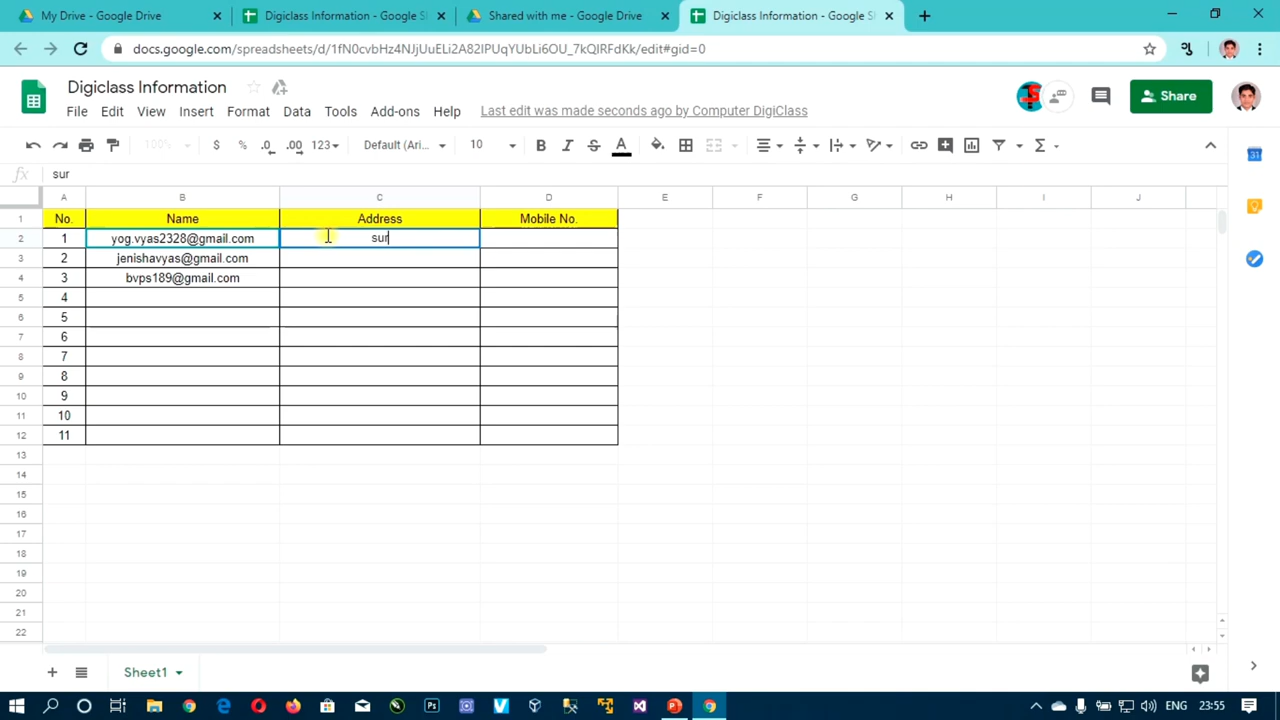 My Drive - Google Drive
Digiclass Information - Google S
Shared with me - Google Drive
Digiclass Information - Google S
docs.google.com/spreadsheets/d/1fN0cvbHz4NJjUuELi2A82IPUqYUbLi6OU_7kQIRFdKk/edit#gid=0
Digiclass Information
File Edit View Insert Format Data Tools Add-ons Help Last edit was made seconds ago by Computer DigiClass
Share
100% $ % .0 .00 123 Default (Ari... 10 B I S A
fx sur
A B C D E F G H I J
1 No. Name Address Mobile No.
2 1 yog.vyas2328@gmail.com sur
3 2 jenishavyas@gmail.com
4 3 bvps189@gmail.com
5 4
6 5
7 6
8 7
9 8
10 9
11 10
12 11
13
14
15
16
17
18
19
20
21
22
31
Sheet1
ENG 23:55